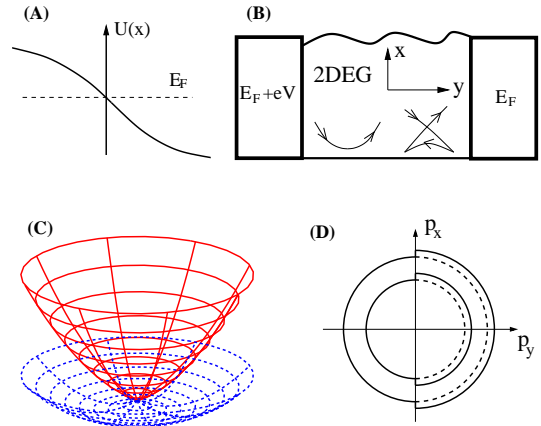 (A)
U(x)
E_F
(B)
x
2DEG
y
E_F+eV
E_F
(C)
(D)
p_x
p_y